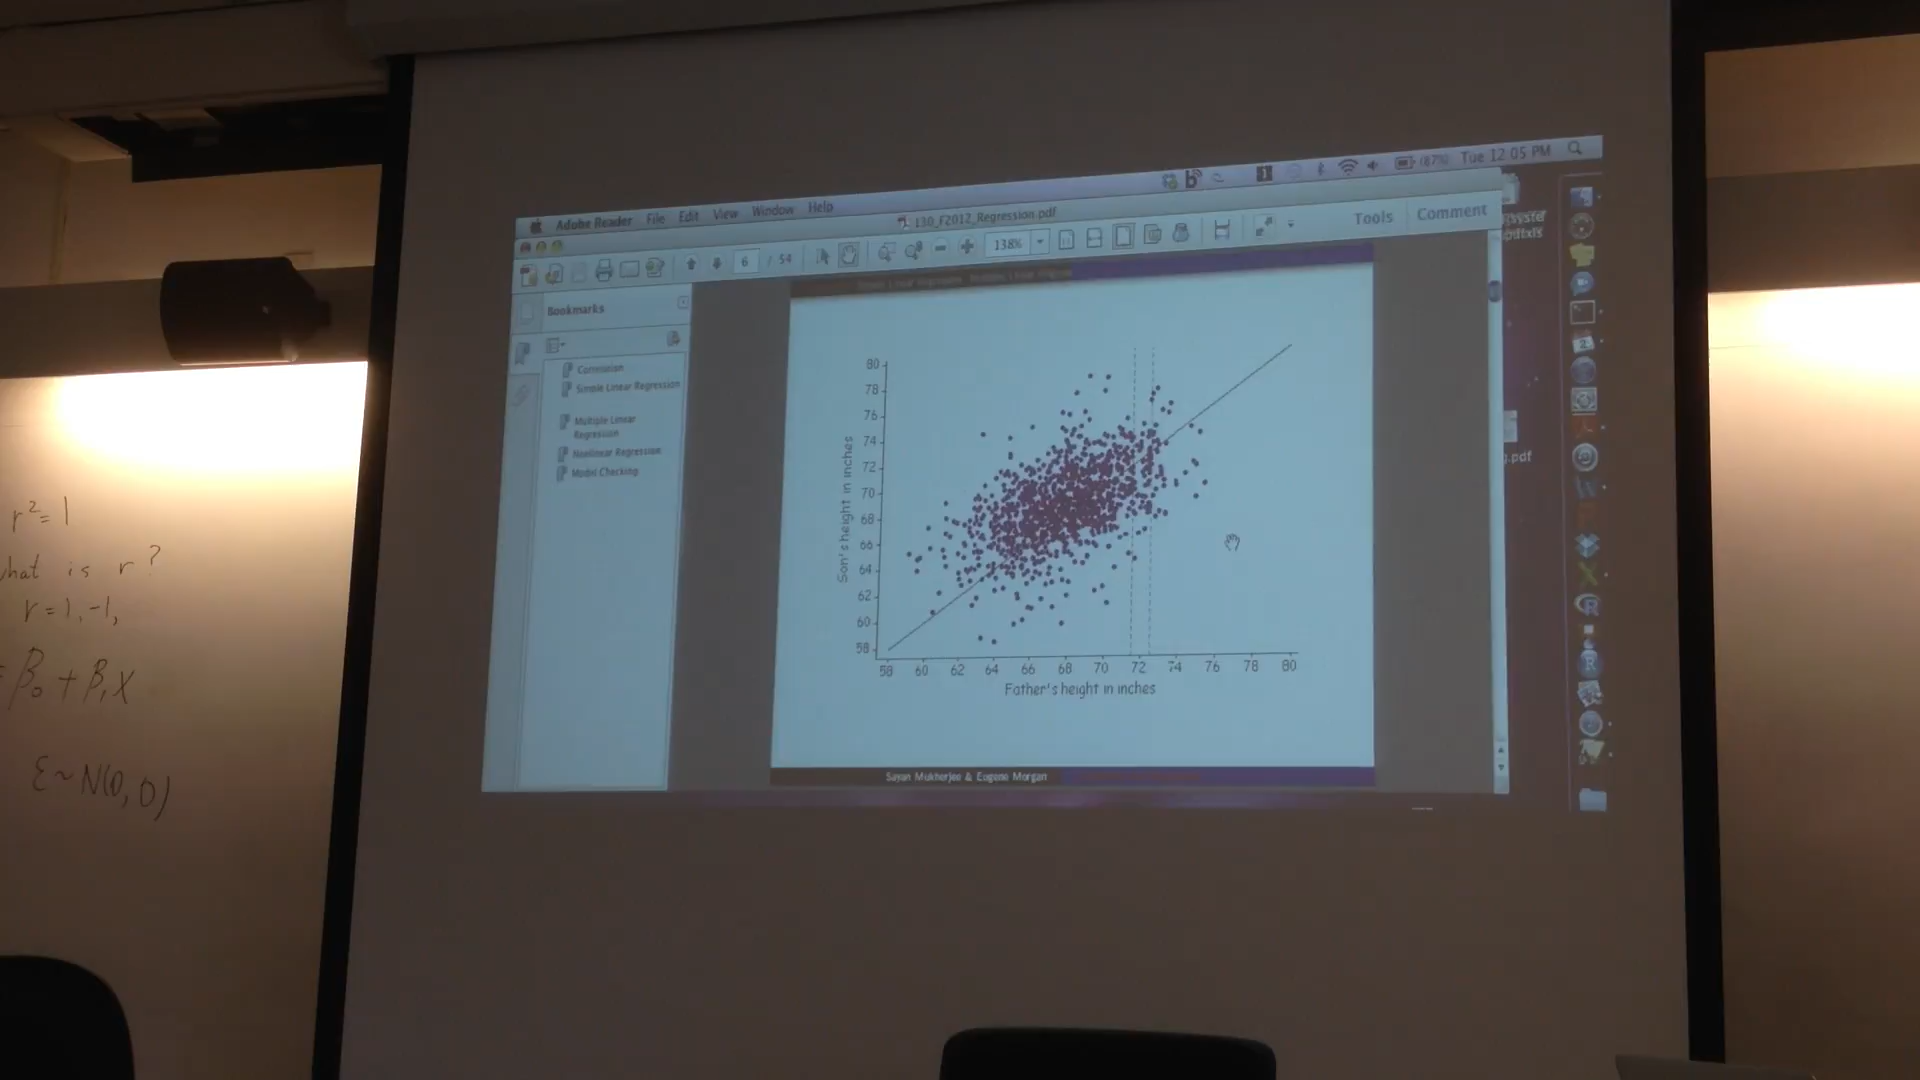 Tue 12:05 PM
(87%)
Adobe Reader File Edit View Window Help
130_F2012_Regression.pdf
6 / 54
138%
Tools
Comment
Bookmarks
Correlation
Simple Linear Regression
Multiple Linear
Regression
Nonlinear Regression
Model Checking
80
78
76
74
72
70
68
66
64
62
60
58
Son's height in inches
58 60 62 64 66 68 70 72 74 76 78 80
Father's height in inches
Sayan Mukherjee & Eugene Morgan
g.pdf
r²=1
what is r?
r=1,-1,
= β₀ + β₁X
ε~N(0, 0)